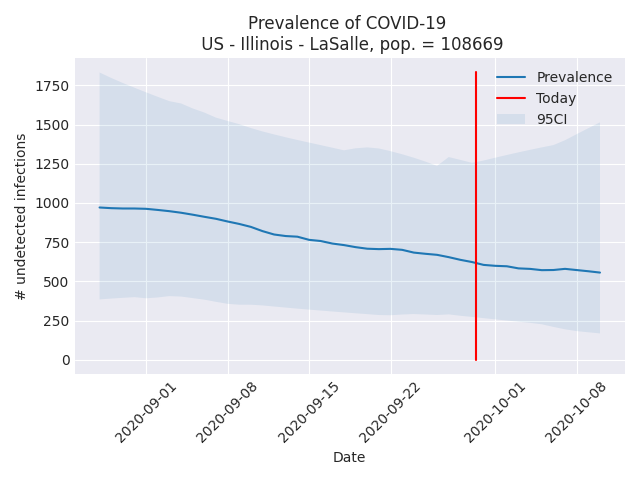 Prevalence of COVID-19
US - Illinois - LaSalle, pop. = 108669
Prevalence
Today
95CI
1750
1500
1250
1000
750
500
250
0
# undetected infections
2020-09-01
2020-09-08
2020-09-15
2020-09-22
2020-10-01
2020-10-08
Date